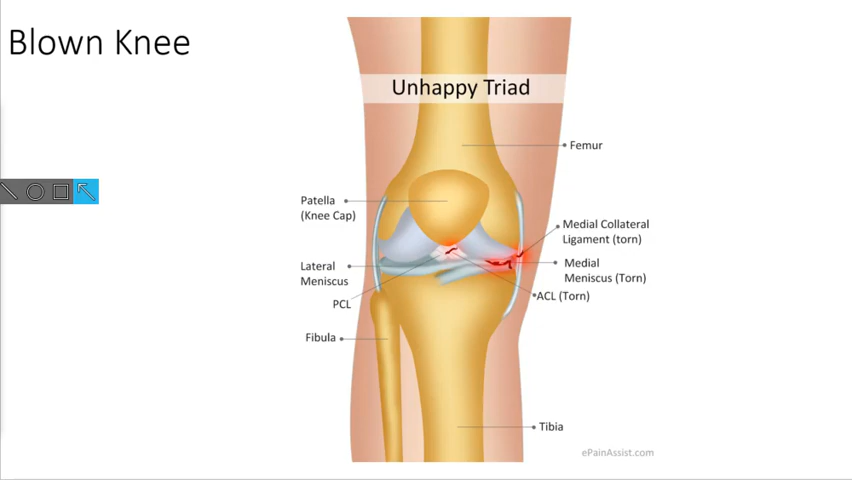 Blown Knee
Unhappy Triad
Femur
Patella
(Knee Cap)
Medial Collateral
Ligament (torn)
Lateral
Meniscus
Medial
Meniscus (Torn)
PCL
ACL (Torn)
Fibula
Tibia
ePainAssist.com